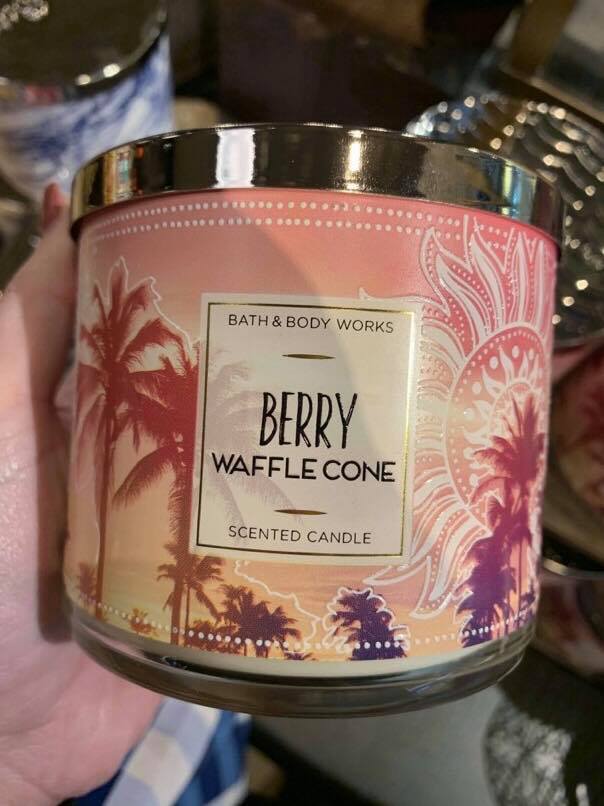 BATH & BODY WORKS
BERRY
WAFFLE CONE
SCENTED CANDLE